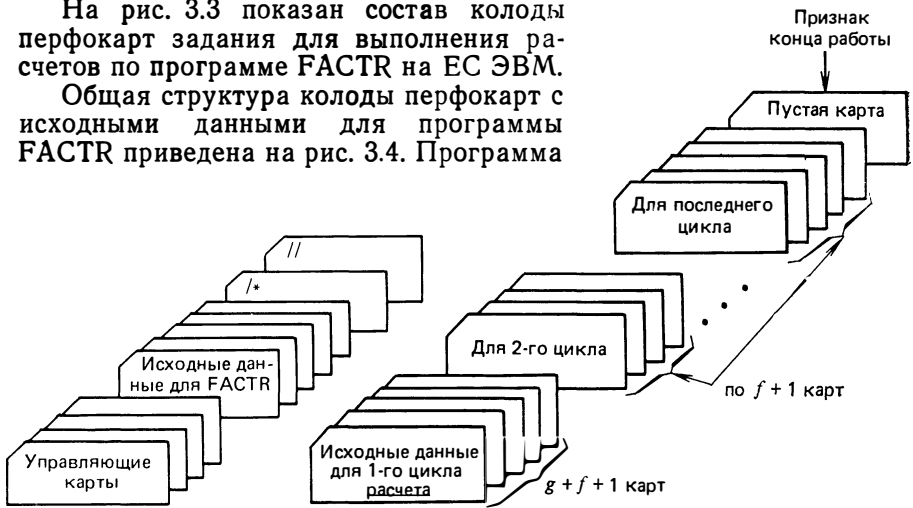 На рис. 3.3 показан состав колоды
перфокарт задания для выполнения ра-
счетов по программе FACTR на ЕС ЭВМ.
Общая структура колоды перфокарт с
исходными данными для программы
FACTR приведена на рис. 3.4. Программа
Признак
конца работы
Пустая карта
Для последнего
цикла
//
/*
Исходные дан-
ные для FACTR
Управляющие
карты
Для 2-го цикла
по f + 1 карт
Исходные данные
для 1-го цикла
расчета
g + f + 1 карт